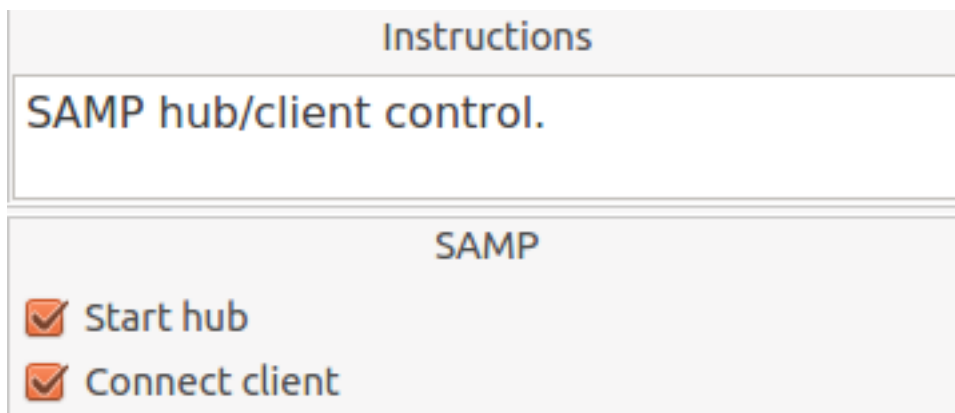 Instructions
SAMP hub/client control.
SAMP
Start hub
Connect client